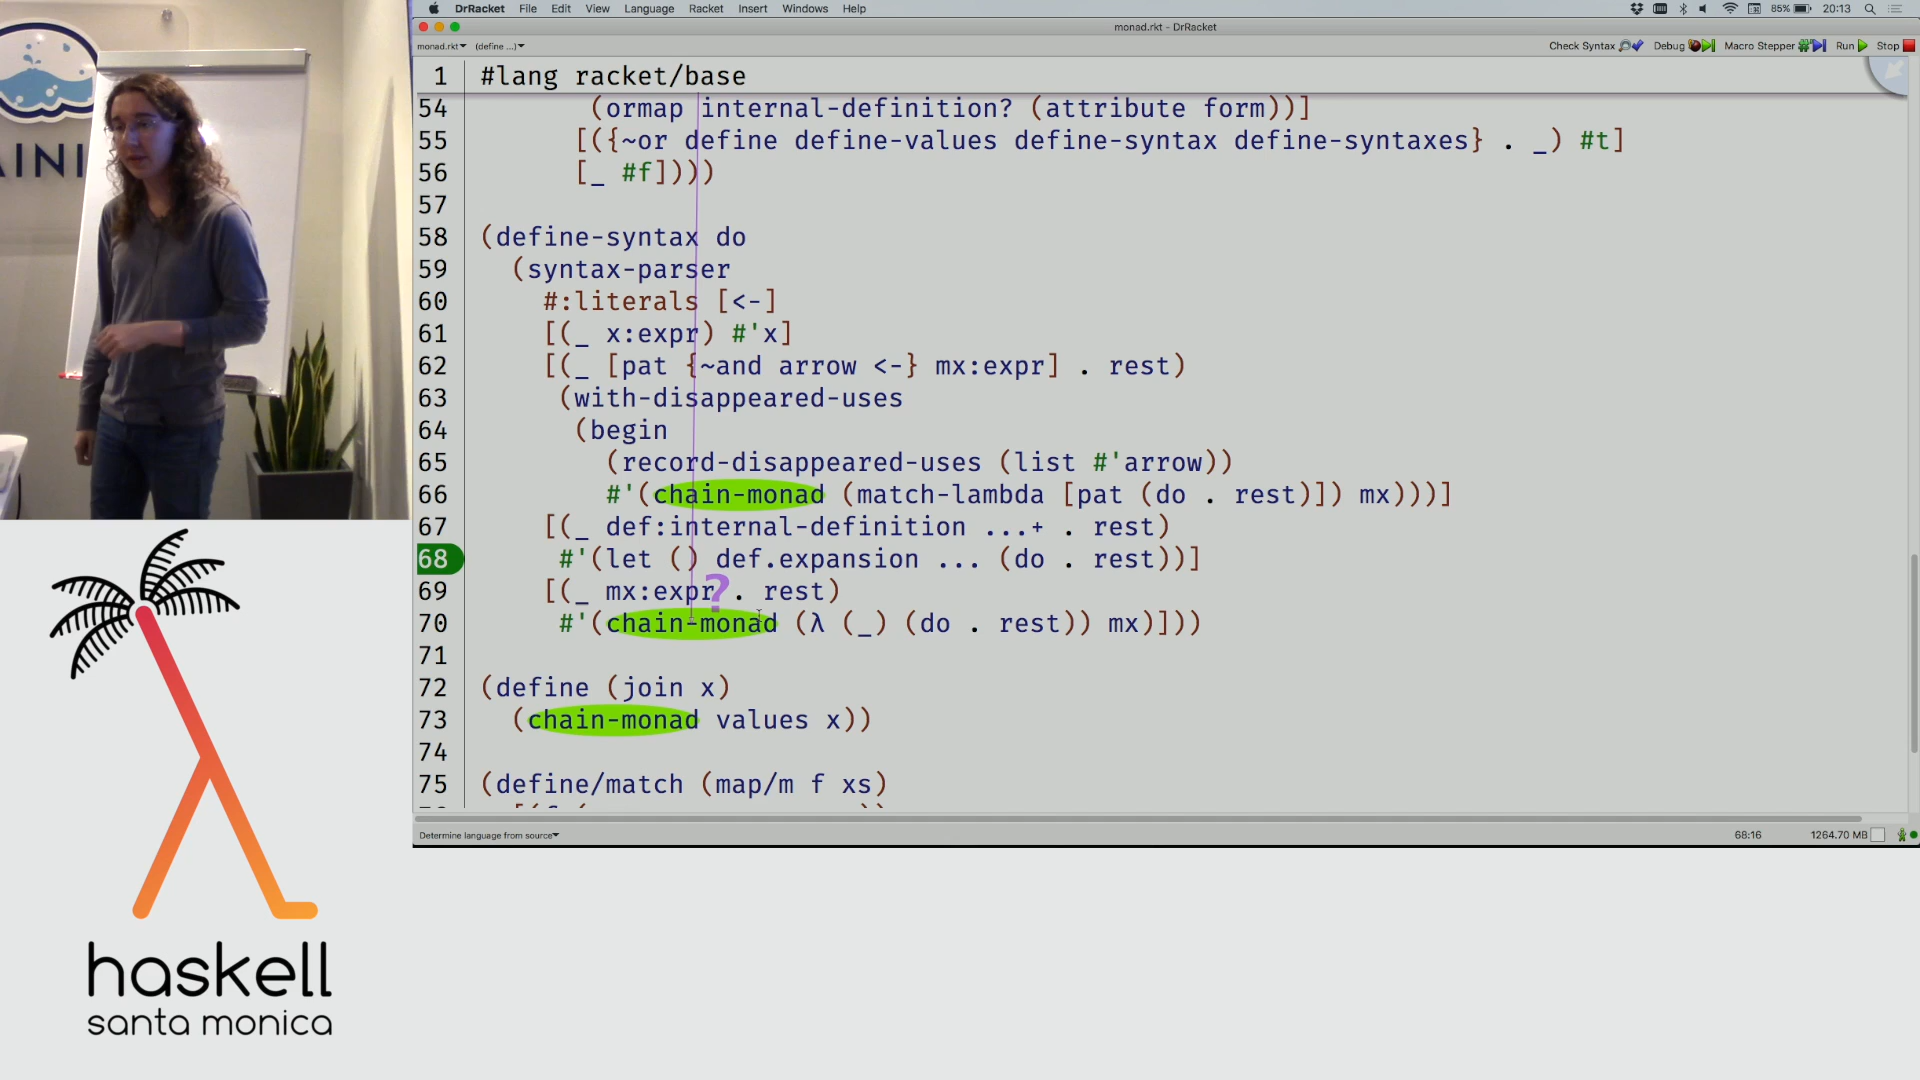 DrRacket File Edit View Language Racket Insert Windows Help
85% 20:13
monad.rkt - DrRacket
monad.rkt (define ...)
Check Syntax Debug Macro Stepper Run Stop
1 #lang racket/base
54 (ormap internal-definition? (attribute form))]
55 [({~or define define-values define-syntax define-syntaxes} . _) #t]
56 [_ #f])))
57
58 (define-syntax do
59 (syntax-parser
60 #:literals [<-]
61 [(_ x:expr) #'x]
62 [(_ [pat {~and arrow <-} mx:expr] . rest)
63 (with-disappeared-uses
64 (begin
65 (record-disappeared-uses (list #'arrow))
66 #'(chain-monad (match-lambda [pat (do . rest)]) mx)))]
67 [(_ def:internal-definition ...+ . rest)
68 #'(let () def.expansion ... (do . rest))]
69 [(_ mx:expr . rest)
?
70 #'(chain-monad (λ (_) (do . rest)) mx)]))
71
72 (define (join x)
73 (chain-monad values x))
74
75 (define/match (map/m f xs)
Determine language from source
68:16 1264.70 MB
haskell
santa monica